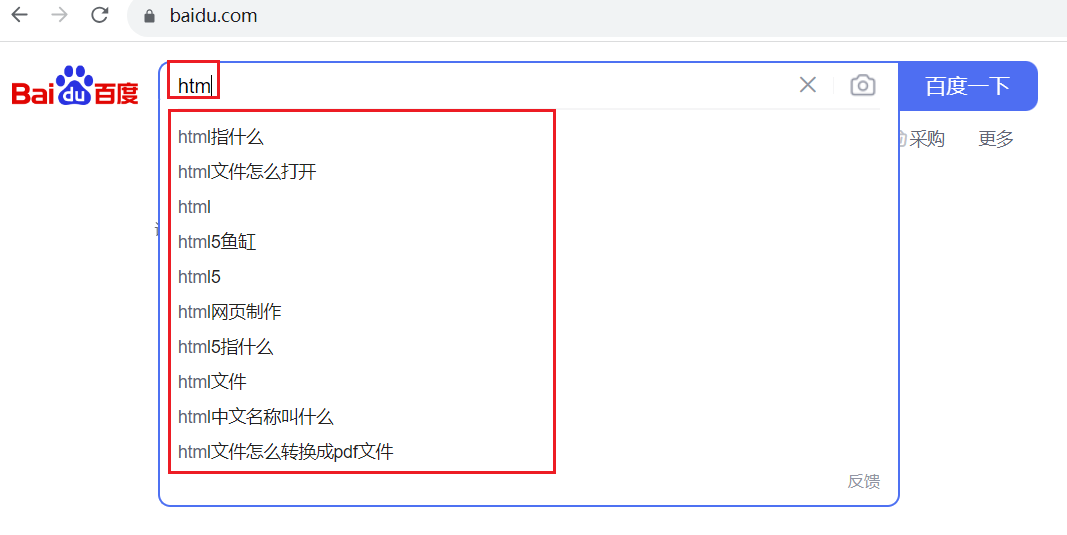 baidu.com
Bai du 百度
htm
百度一下
采购 更多
html指什么
html文件怎么打开
html
html5鱼缸
html5
html网页制作
html5指什么
html文件
html中文名称叫什么
html文件怎么转换成pdf文件
反馈